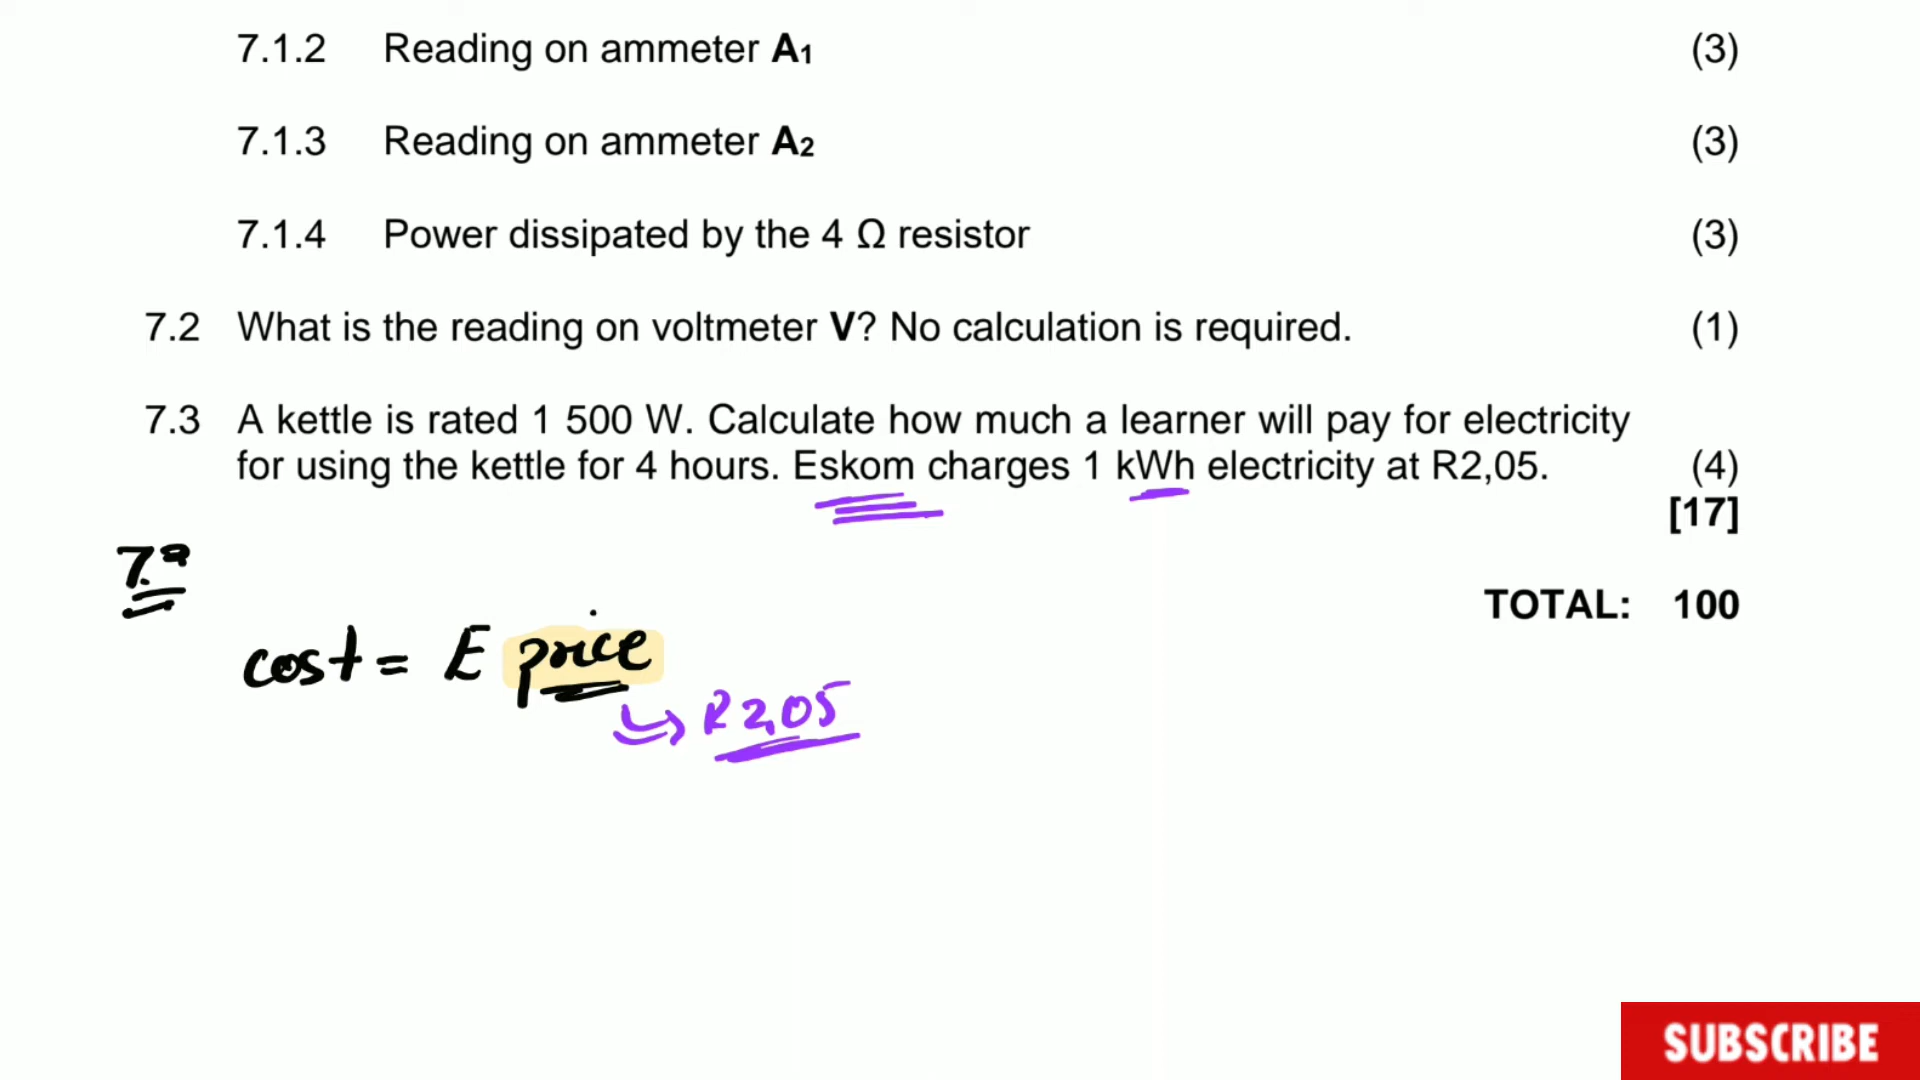 7.1.2 Reading on ammeter A1 (3)
7.1.3 Reading on ammeter A2 (3)
7.1.4 Power dissipated by the 4 Ω resistor (3)
7.2 What is the reading on voltmeter V? No calculation is required. (1)
7.3 A kettle is rated 1 500 W. Calculate how much a learner will pay for electricity
for using the kettle for 4 hours. Eskom charges 1 kWh electricity at R2,05. (4)
[17]
TOTAL: 100
cost = E price
R2,05
SUBSCRIBE